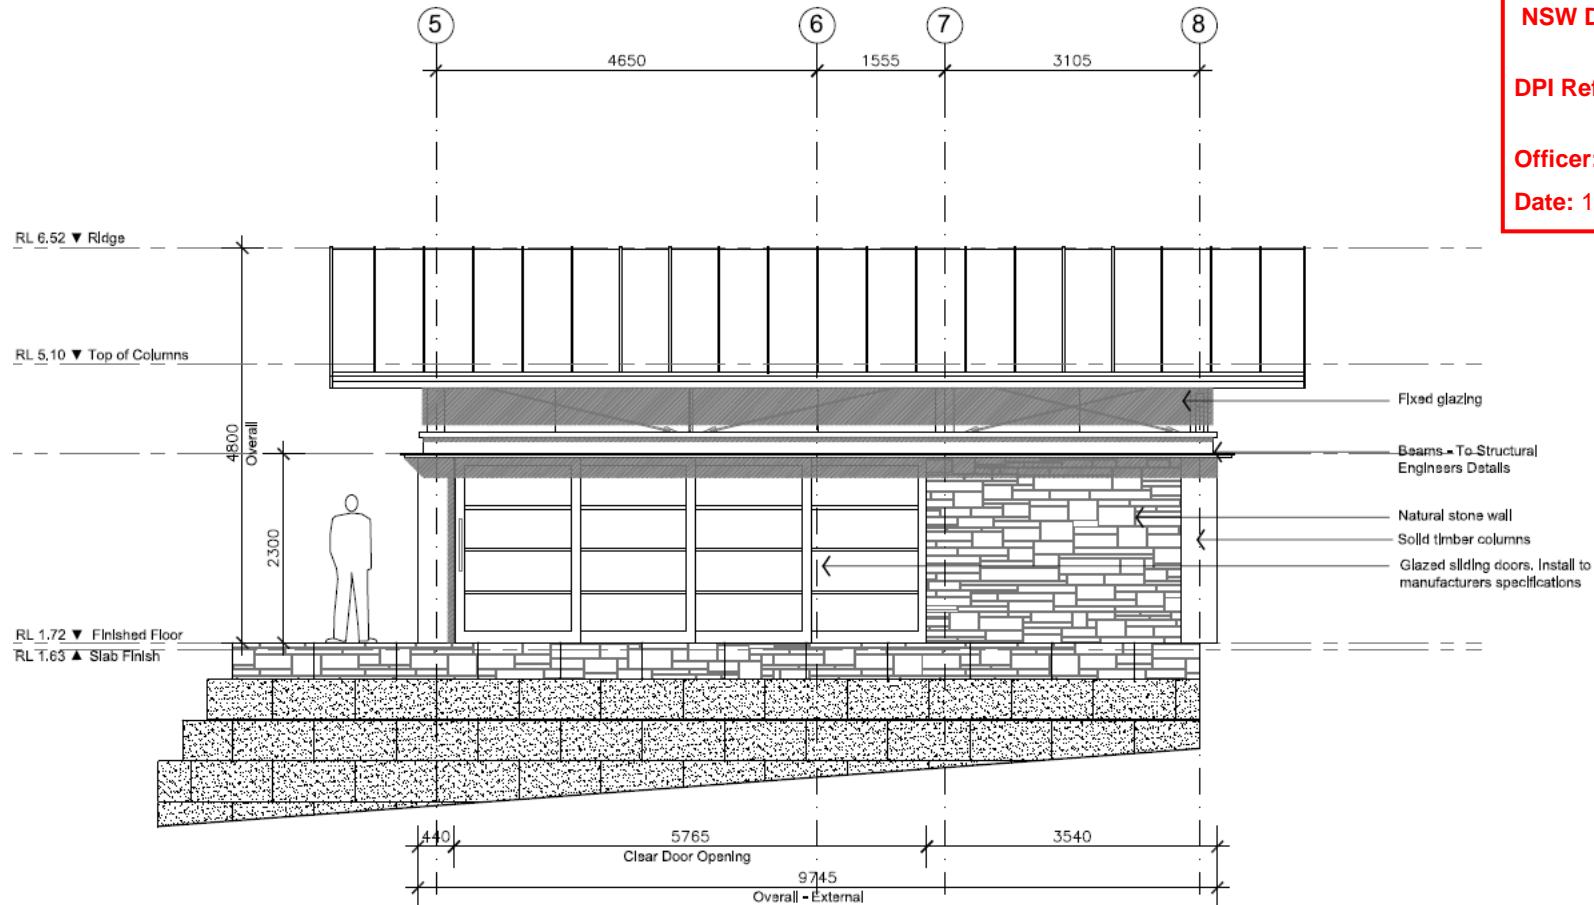 5
6
7
8
NSW D
DPI Ref
Officer:
Date: 1
4650
1555
3105
RL 6.52 ▼ Ridge
RL 5.10 ▼ Top of Columns
4800
Overall
2300
Fixed glazing
Beams - To Structural
Engineers Details
Natural stone wall
Solid timber columns
Glazed sliding doors. Install to
manufacturers specifications
RL 1.72 ▼ Finished Floor
RL 1.63 ▲ Slab Finish
440
5765
3540
Clear Door Opening
9745
Overall - External